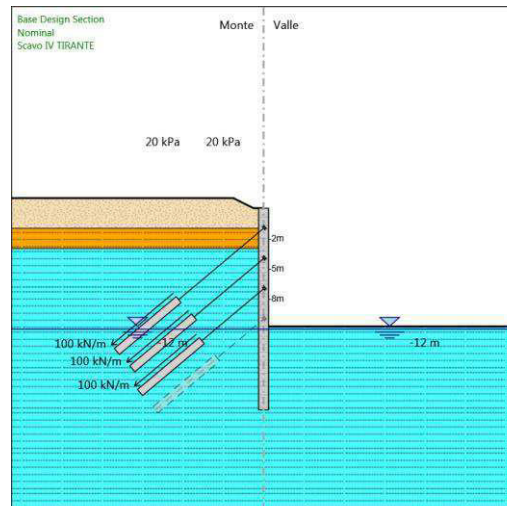 Base Design Section
Nominal
Scavo IV TIRANTE
Monte Valle
20 kPa 20 kPa
-2m
-5m
-8m
100 kN/m
-12 m
-12 m
100 kN/m
100 kN/m